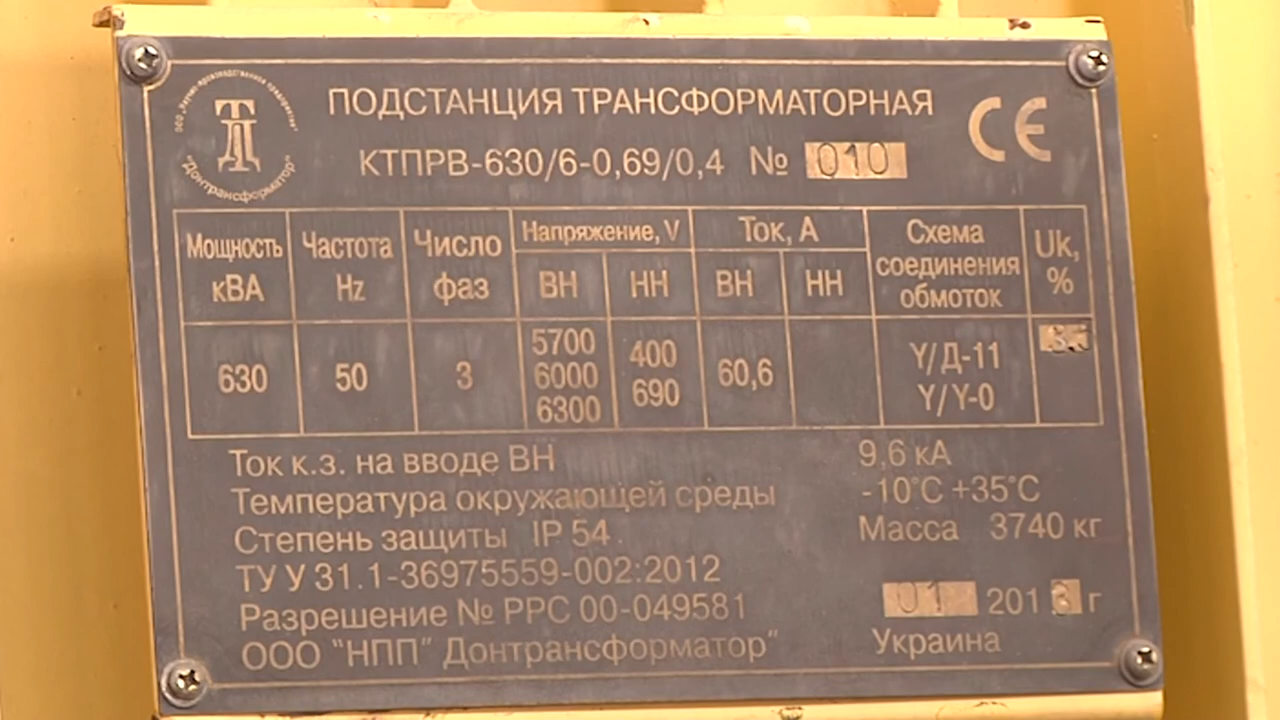 ООО „Научно-производственное предприятие"
"Донтрансформатор"
ПОДСТАНЦИЯ ТРАНСФОРМАТОРНАЯ
CE
КТПРВ-630/6-0,69/0,4 № 010
Мощность кВА
Частота Hz
Число фаз
Напряжение, V
ВН НН
Ток, А
ВН НН
Схема соединения обмоток
Uk, %
630
50
3
5700
6000
6300
400
690
60,6
Y/Д-11
Y/Y-0
Ток к.з. на вводе ВН 9,6 кА
Температура окружающей среды -10°C +35°C
Степень защиты IP 54 Масса 3740 кг
ТУ У 31.1-36975559-002:2012
Разрешение № РРС 00-049581 01 2013 г
ООО "НПП" Донтрансформатор" Украина